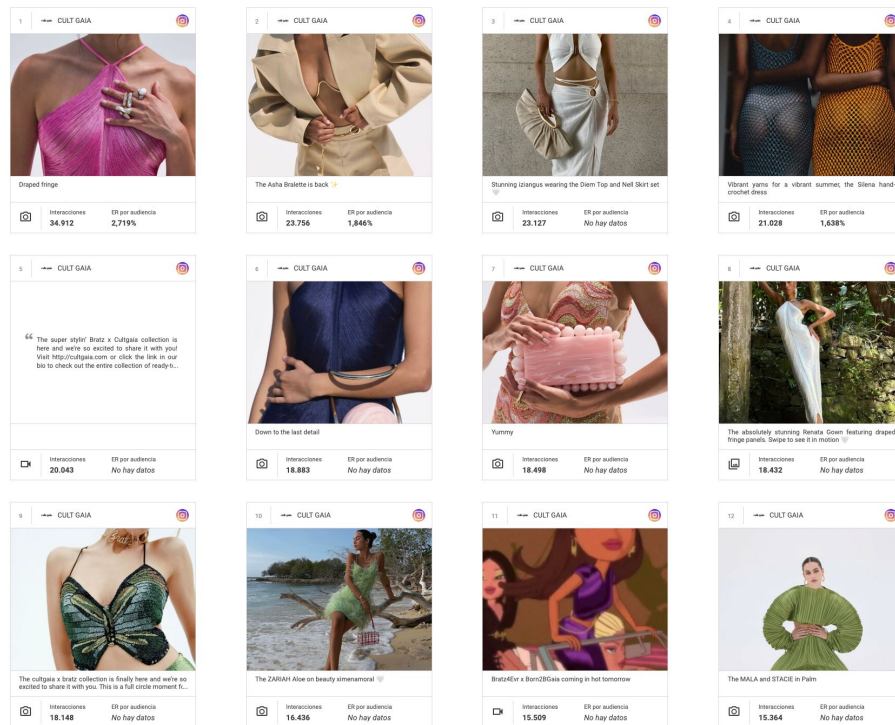 1 CULT GAIA
Draped fringe
Interacciones ER por audiencia
34.912 2,719%
2 CULT GAIA
The Asha Bralette is back ✨
Interacciones ER por audiencia
23.756 1,846%
3 CULT GAIA
Stunning iziangus wearing the Diem Top and Nell Skirt set
🤍
Interacciones ER por audiencia
23.127 No hay datos
4 CULT GAIA
Vibrant yarns for a vibrant summer, the Silena hand-
crochet dress
Interacciones ER por audiencia
21.028 1,638%
5 CULT GAIA
“ The super stylin' Bratz x Cultgaia collection is
here and we're so excited to share it with you!
Visit http://cultgaia.com or click the link in our
bio to check out the entire collection of ready-t...
Interacciones ER por audiencia
20.043 No hay datos
6 CULT GAIA
Down to the last detail
Interacciones ER por audiencia
18.883 No hay datos
7 CULT GAIA
Yummy
Interacciones ER por audiencia
18.498 No hay datos
8 CULT GAIA
The absolutely stunning Renata Gown featuring draped
fringe panels. Swipe to see it in motion 🤍
Interacciones ER por audiencia
18.432 No hay datos
9 CULT GAIA
The cultgaia x bratz collection is finally here and we're so
excited to share it with you. This is a full circle moment fr...
Interacciones ER por audiencia
18.148 No hay datos
10 CULT GAIA
The ZARIAH Aloe on beauty ximenamoral 🤍
Interacciones ER por audiencia
16.436 No hay datos
11 CULT GAIA
Bratz4Evr x Born2BGaia coming in hot tomorrow
Interacciones ER por audiencia
15.509 No hay datos
12 CULT GAIA
The MALA and STACIE in Palm
Interacciones ER por audiencia
15.364 No hay datos